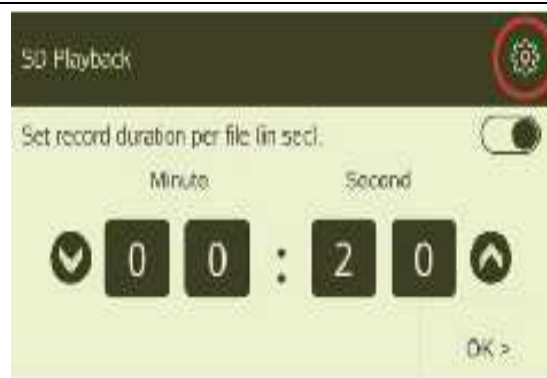 SD Playback
Set record duration per file (in sec).
Minute Second
0 0 : 2 0
OK >